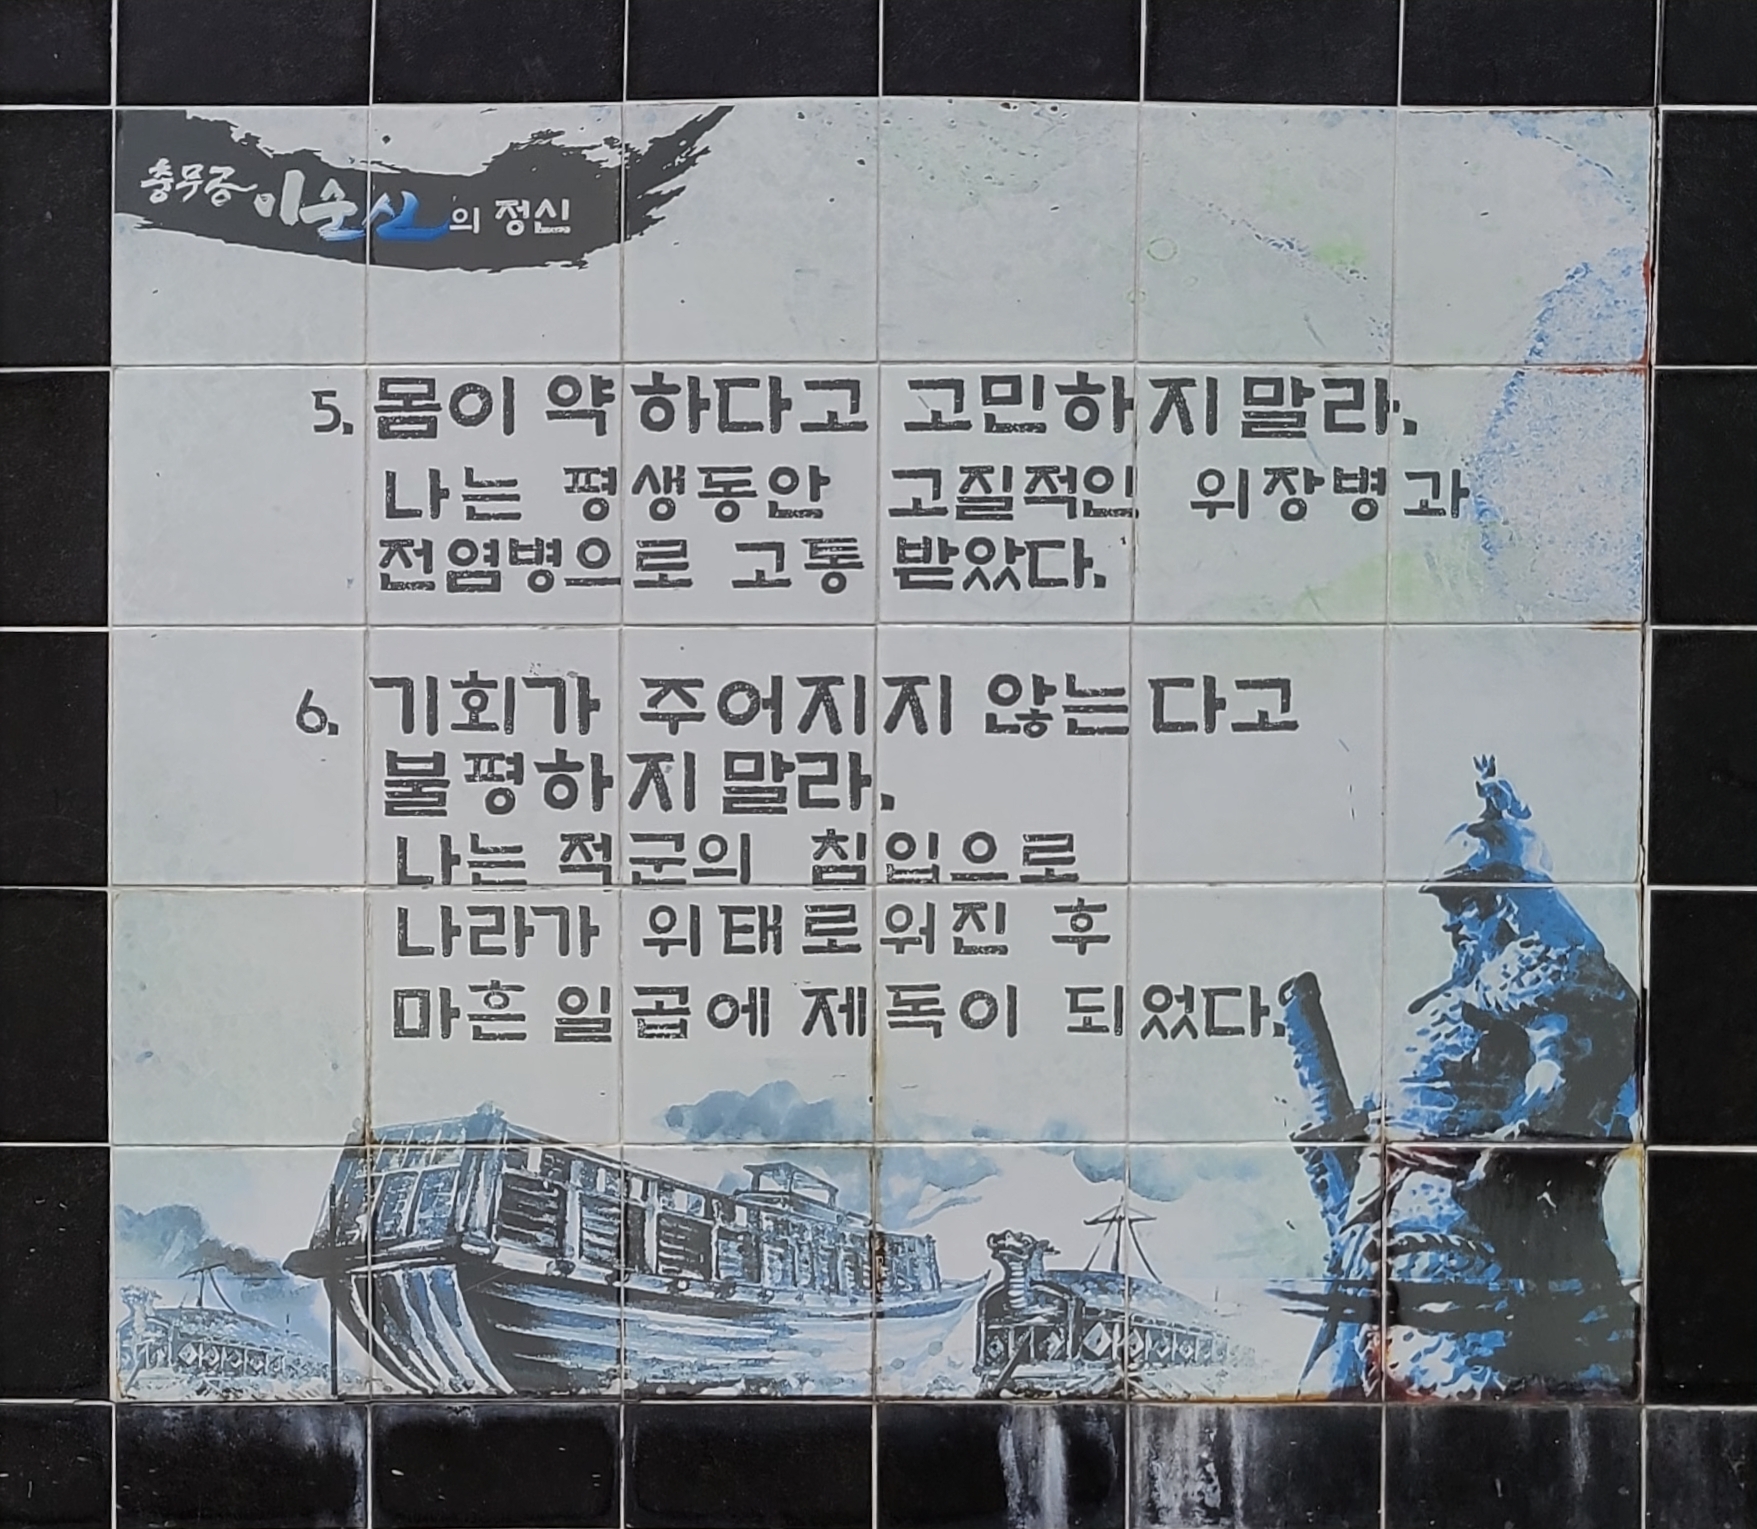 충무공 이순신의 정신
5. 몸이 약하다고 고민하지 말라.
나는 평생동안 고질적인 위장병과
전염병으로 고통 받았다.
6. 기회가 주어지지 않는다고
불평하지 말라.
나는 적군의 침입으로
나라가 위태로워진 후
마흔 일곱에 제독이 되었다.